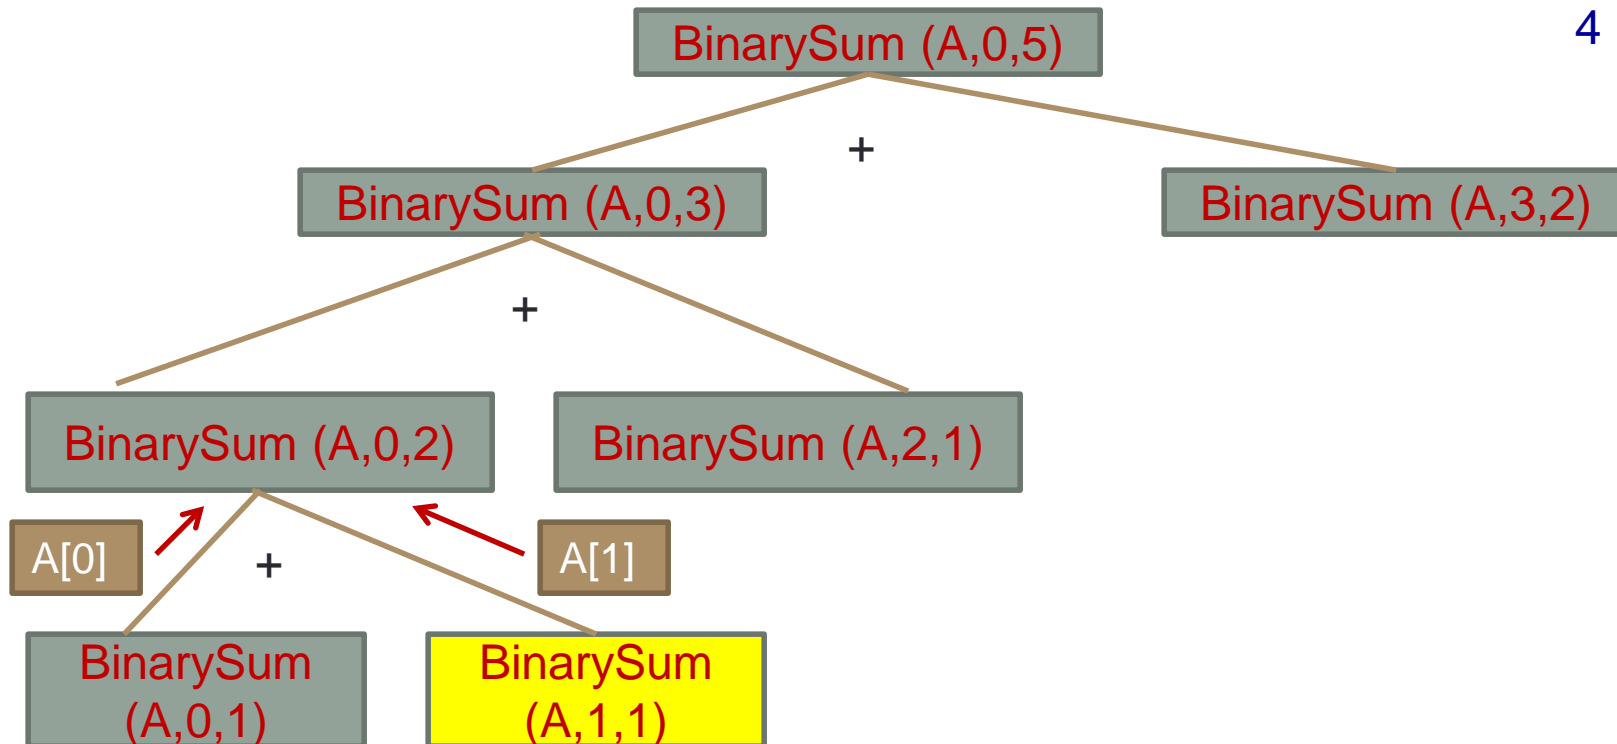 4
BinarySum (A,0,5)
+
BinarySum (A,0,3)
BinarySum (A,3,2)
+
BinarySum (A,0,2)
BinarySum (A,2,1)
A[0]
+
A[1]
BinarySum
(A,0,1)
BinarySum
(A,1,1)